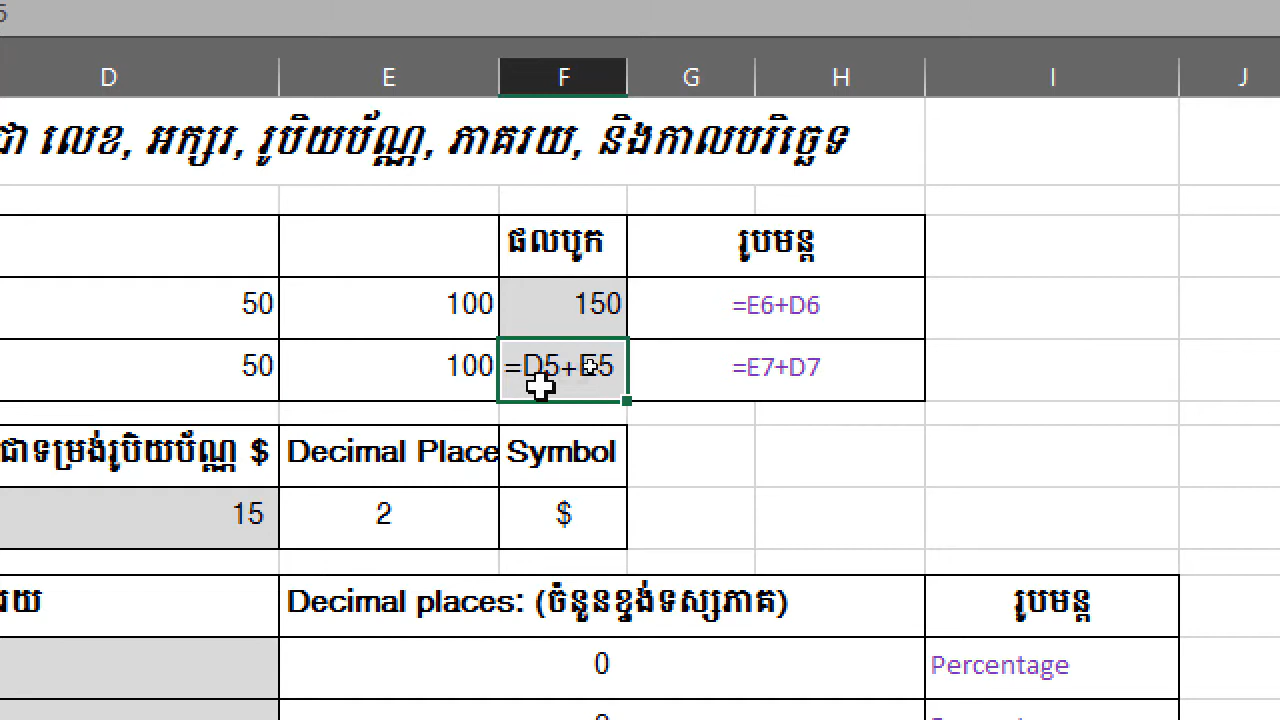 5
D E F G H I J
ជា លេខ, អក្សរ, រូបិយប័ណ្ណ, ភាគរយ, និងកាលបរិច្ឆេទ
ផលបូក រូបមន្ត
50 100 150 =E6+D6
50 100 =D5+E5 =E7+D7
ជាទម្រង់រូបិយប័ណ្ណ $ Decimal Place Symbol
15 2 $
រយ Decimal places: (ចំនួនខ្ទង់ទស្សភាគ) រូបមន្ត
0 Percentage